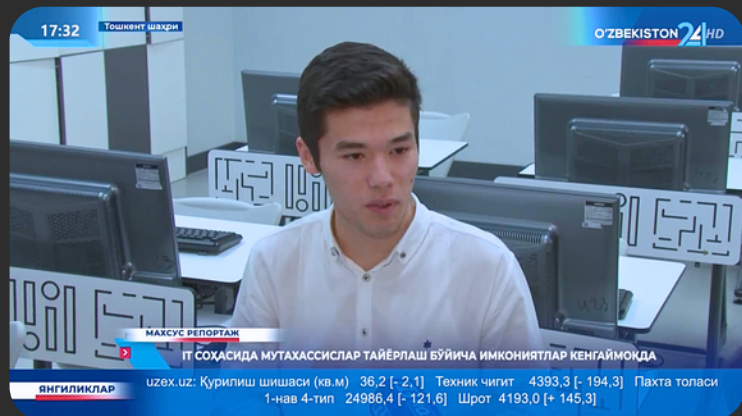 17:32
Тошкент шаҳри
O'ZBEKISTON 24 HD
МАХСУС РЕПОРТАЖ
IT СОҲАСИДА МУТАХАССИСЛАР ТАЙЁРЛАШ БЎЙИЧА ИМКОНИЯТЛАР КЕНГАЙМОҚДА
ЯНГИЛИКЛАР
uzex.uz: Қурилиш шишаси (кв.м) 36,2 [- 2,1] Техник чигит 4393,3 [- 194,3] Пахта толаси
1-нав 4-тип 24986,4 [- 121,6] Шрот 4193,0 [+ 145,3]